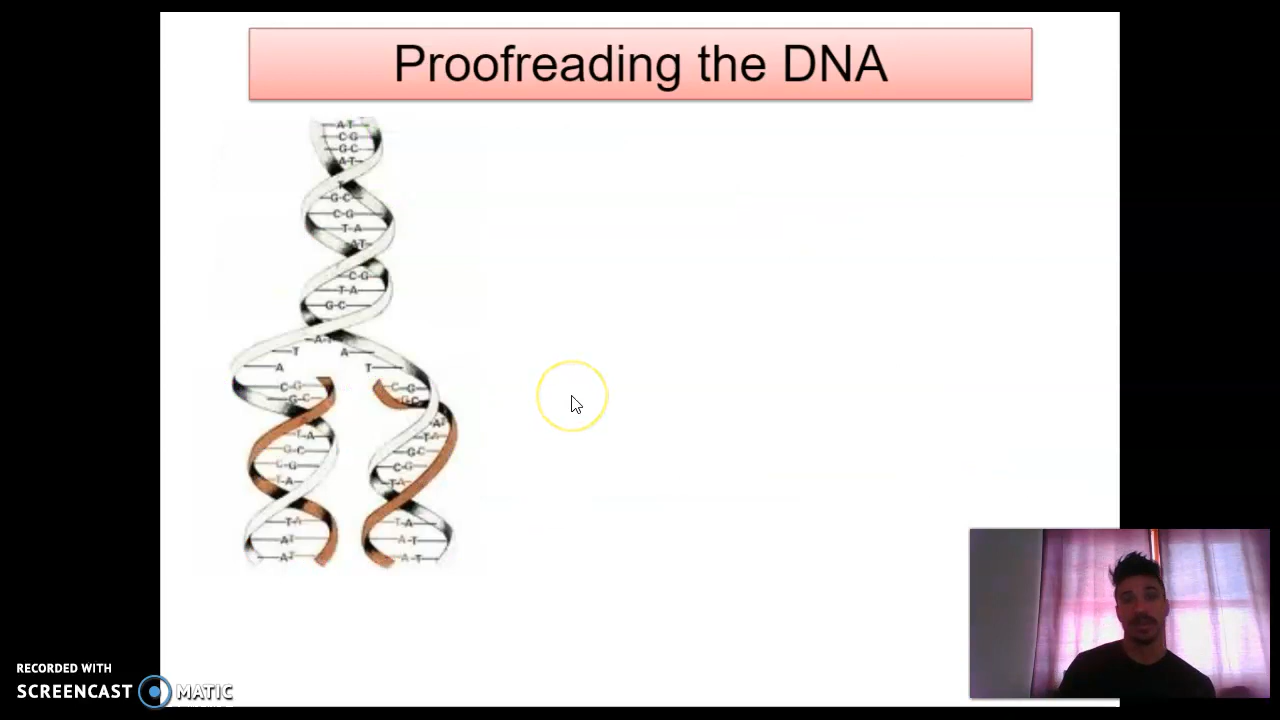 Proofreading the DNA
A-T
C-G
G-C
A-T
T
G-C
C-G
T-A
A-T
C-G
T-A
G-C
A-T
T A
A T
C-G C-G
G-C G-C
A-T
T-A T-A
G-C G-C
C-G C-G
T-A T-A
T-A T-A
A-T A-T
A-T A-T
RECORDED WITH
SCREENCAST MATIC